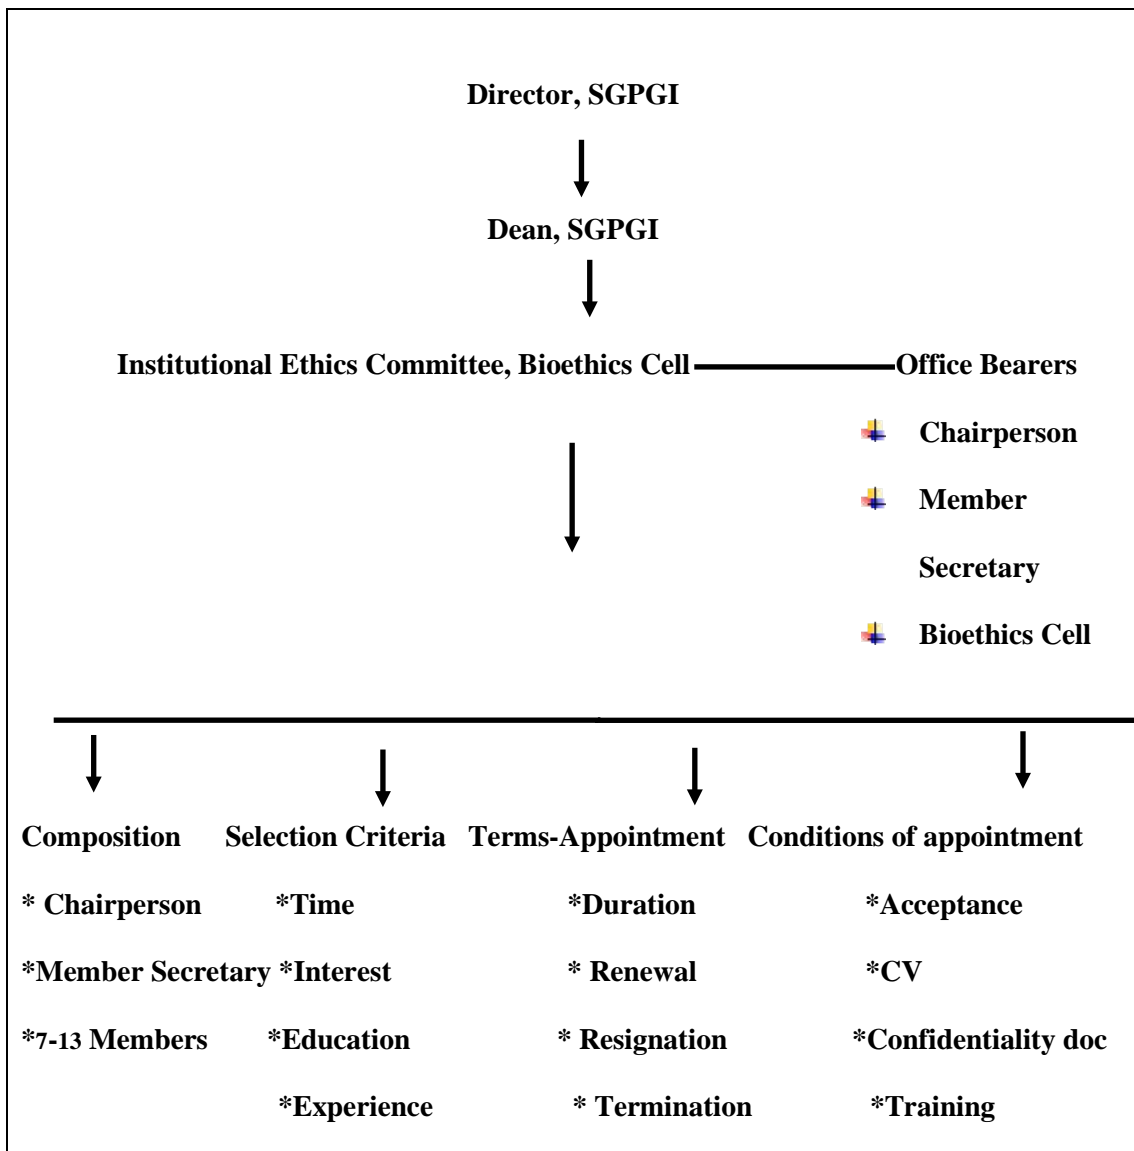 Director, SGPGI
Dean, SGPGI
Institutional Ethics Committee, Bioethics Cell Office Bearers
Chairperson
Member
Secretary
Bioethics Cell
Composition Selection Criteria Terms-Appointment Conditions of appointment
* Chairperson *Time *Duration *Acceptance
*Member Secretary *Interest * Renewal *CV
*7-13 Members *Education * Resignation *Confidentiality doc
*Experience * Termination *Training